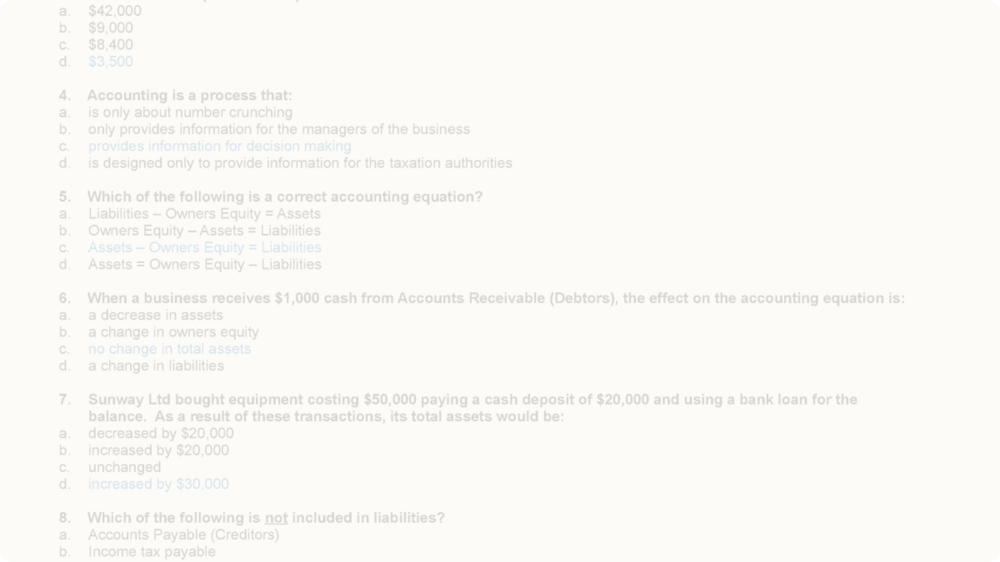 a. $42,000
b. $9,000
c. $8,400
d. $3,500
4. Accounting is a process that:
a. is only about number crunching
b. only provides information for the managers of the business
c. provides information for decision making
d. is designed only to provide information for the taxation authorities
5. Which of the following is a correct accounting equation?
a. Liabilities – Owners Equity = Assets
b. Owners Equity – Assets = Liabilities
c. Assets – Owners Equity = Liabilities
d. Assets = Owners Equity – Liabilities
6. When a business receives $1,000 cash from Accounts Receivable (Debtors), the effect on the accounting equation is:
a. a decrease in assets
b. a change in owners equity
c. no change in total assets
d. a change in liabilities
7. Sunway Ltd bought equipment costing $50,000 paying a cash deposit of $20,000 and using a bank loan for the
balance. As a result of these transactions, its total assets would be:
a. decreased by $20,000
b. increased by $20,000
c. unchanged
d. increased by $30,000
8. Which of the following is not included in liabilities?
a. Accounts Payable (Creditors)
b. Income tax payable